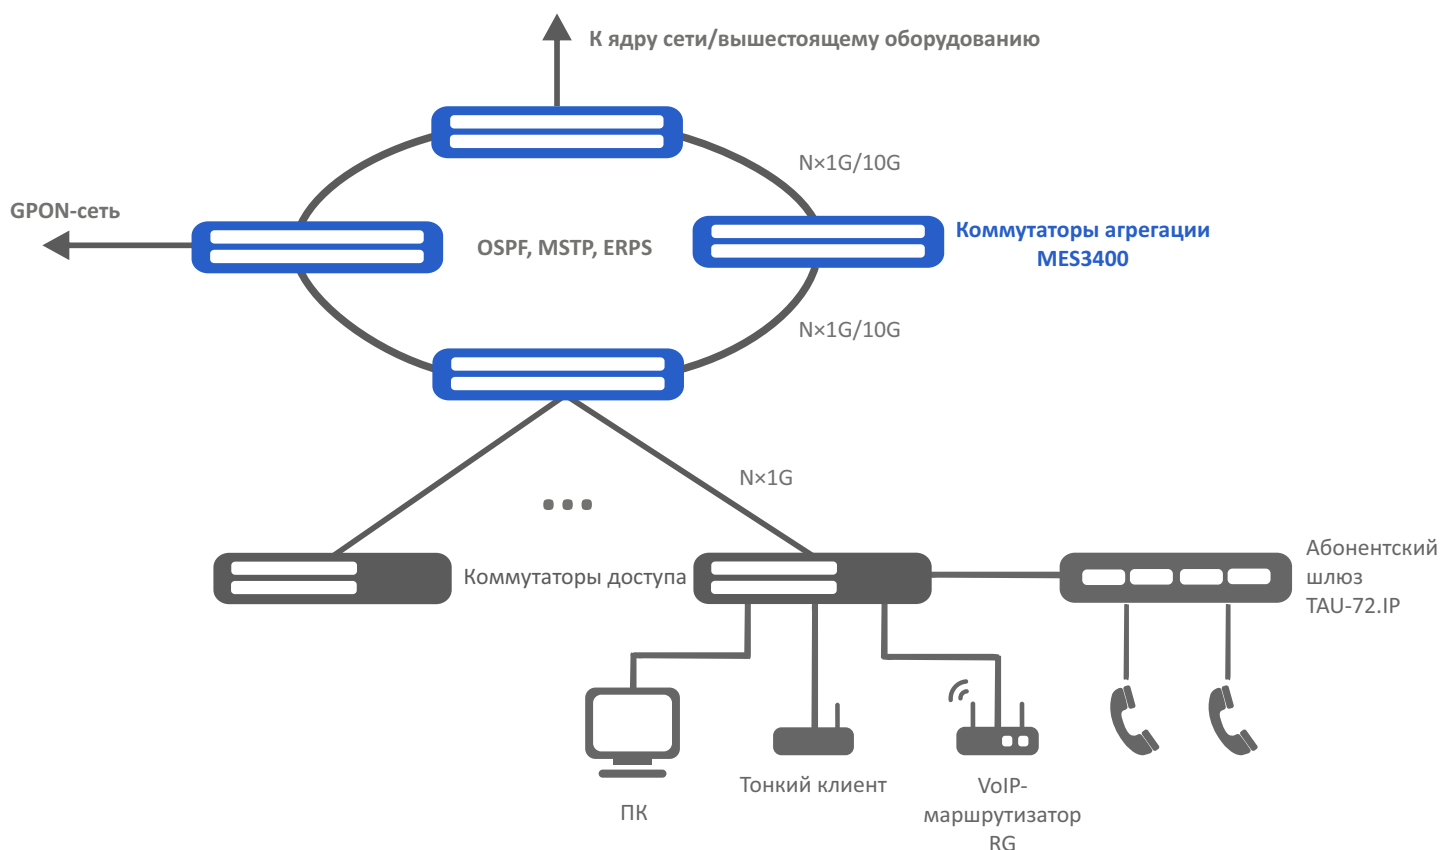 К ядру сети/вышестоящему оборудованию
N×1G/10G
GPON-сеть
OSPF, MSTP, ERPS
Коммутаторы агрегации
MES3400
N×1G/10G
N×1G
Коммутаторы доступа
Абонентский
шлюз
TAU-72.IP
ПК
Тонкий клиент
VoIP-
маршрутизатор
RG